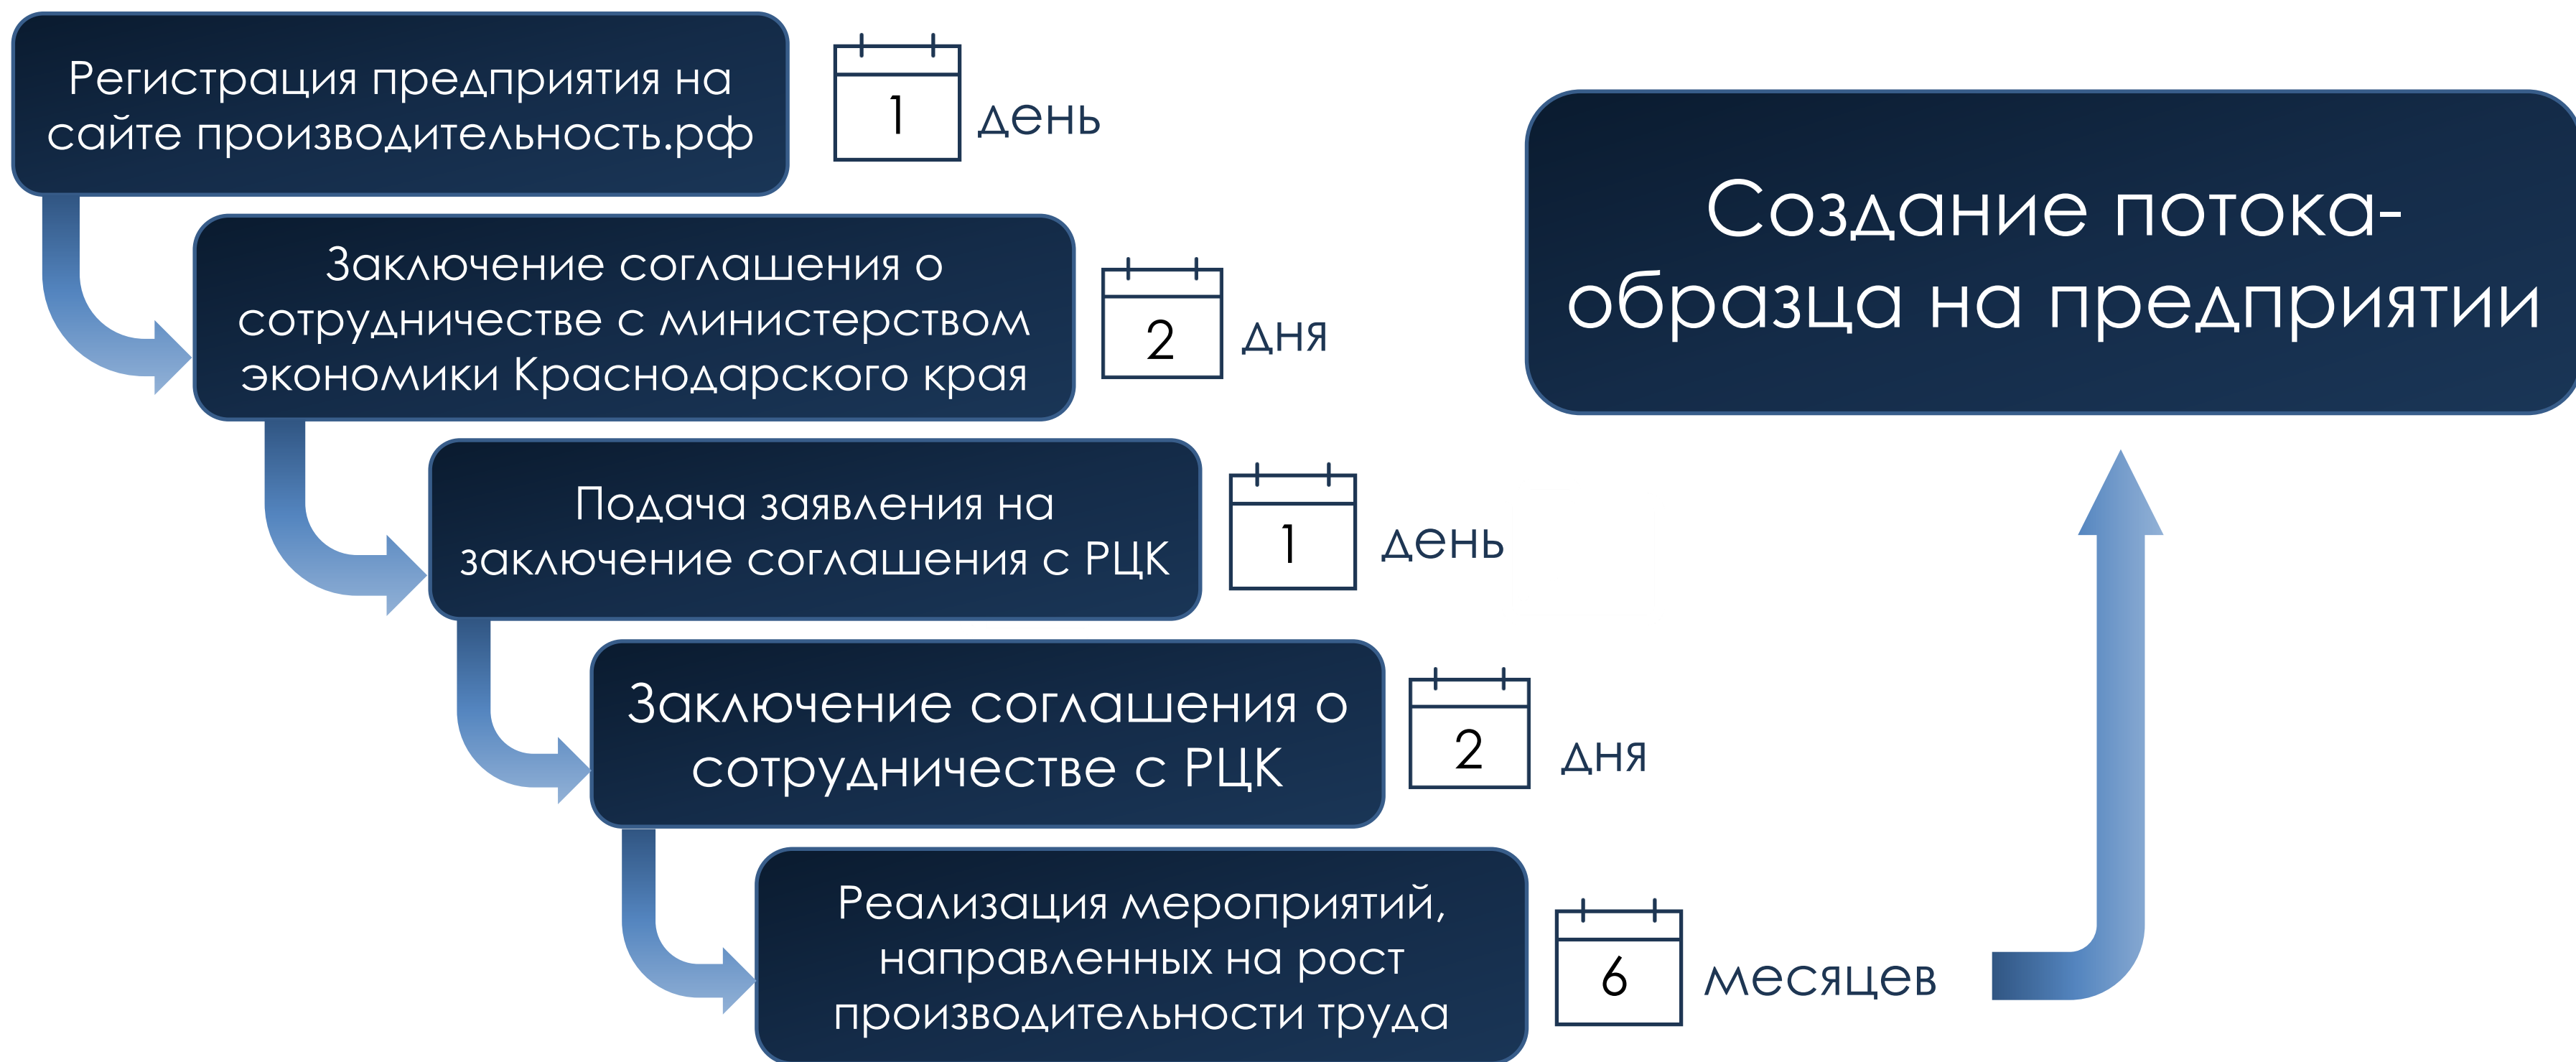 Регистрация предприятия на
сайте производительность.рф
1
день
Заключение соглашения о
сотрудничестве с министерством
экономики Краснодарского края
2
дня
Подача заявления на
заключение соглашения с РЦК
1
день
Заключение соглашения о
сотрудничестве с РЦК
2
дня
Реализация мероприятий,
направленных на рост
производительности труда
6
месяцев
Создание потока-
образца на предприятии